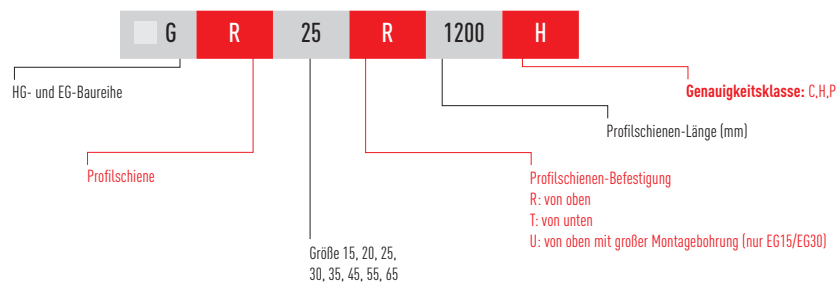 G R 25 R 1200 H
HG- und EG-Baureihe
Genauigkeitsklasse: C,H,P
Profilschienen-Länge (mm)
Profilschiene
Profilschienen-Befestigung
R: von oben
T: von unten
U: von oben mit großer Montagebohrung (nur EG15/EG30)
Größe 15, 20, 25,
30, 35, 45, 55, 65